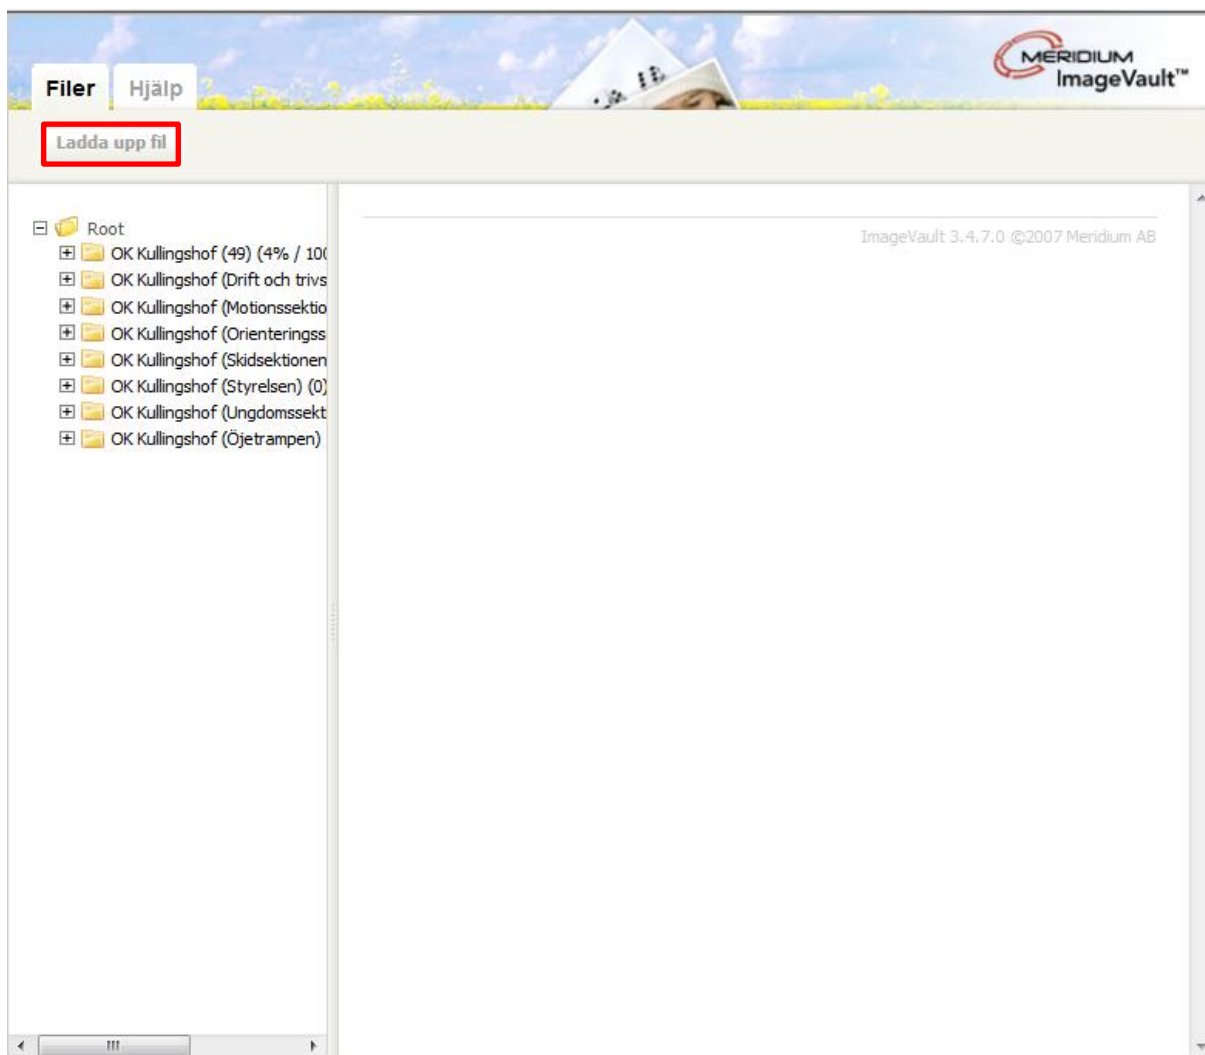 MERIDIUM
ImageVault™
Filer Hjälp
Ladda upp fil
Root
OK Kullingshof (49) (4% / 100
OK Kullingshof (Drift och trivs
OK Kullingshof (Motionssektio
OK Kullingshof (Orienteringss
OK Kullingshof (Skidsektionen
OK Kullingshof (Styrelsen) (0)
OK Kullingshof (Ungdomssekt
OK Kullingshof (Öjetrampen)
ImageVault 3.4.7.0 ©2007 Meridium AB